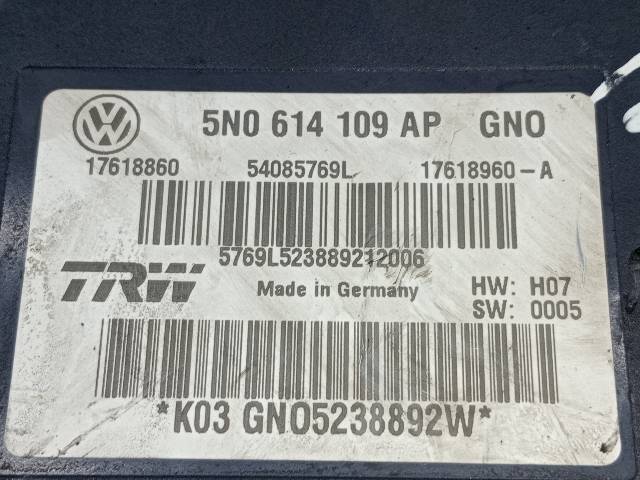 5N0 614 109 AP GNO
17618860 54085769L 17618960-A
5769L523889212006
TRW Made in Germany HW: H07
SW: 0005
*K03 GNO5238892W*